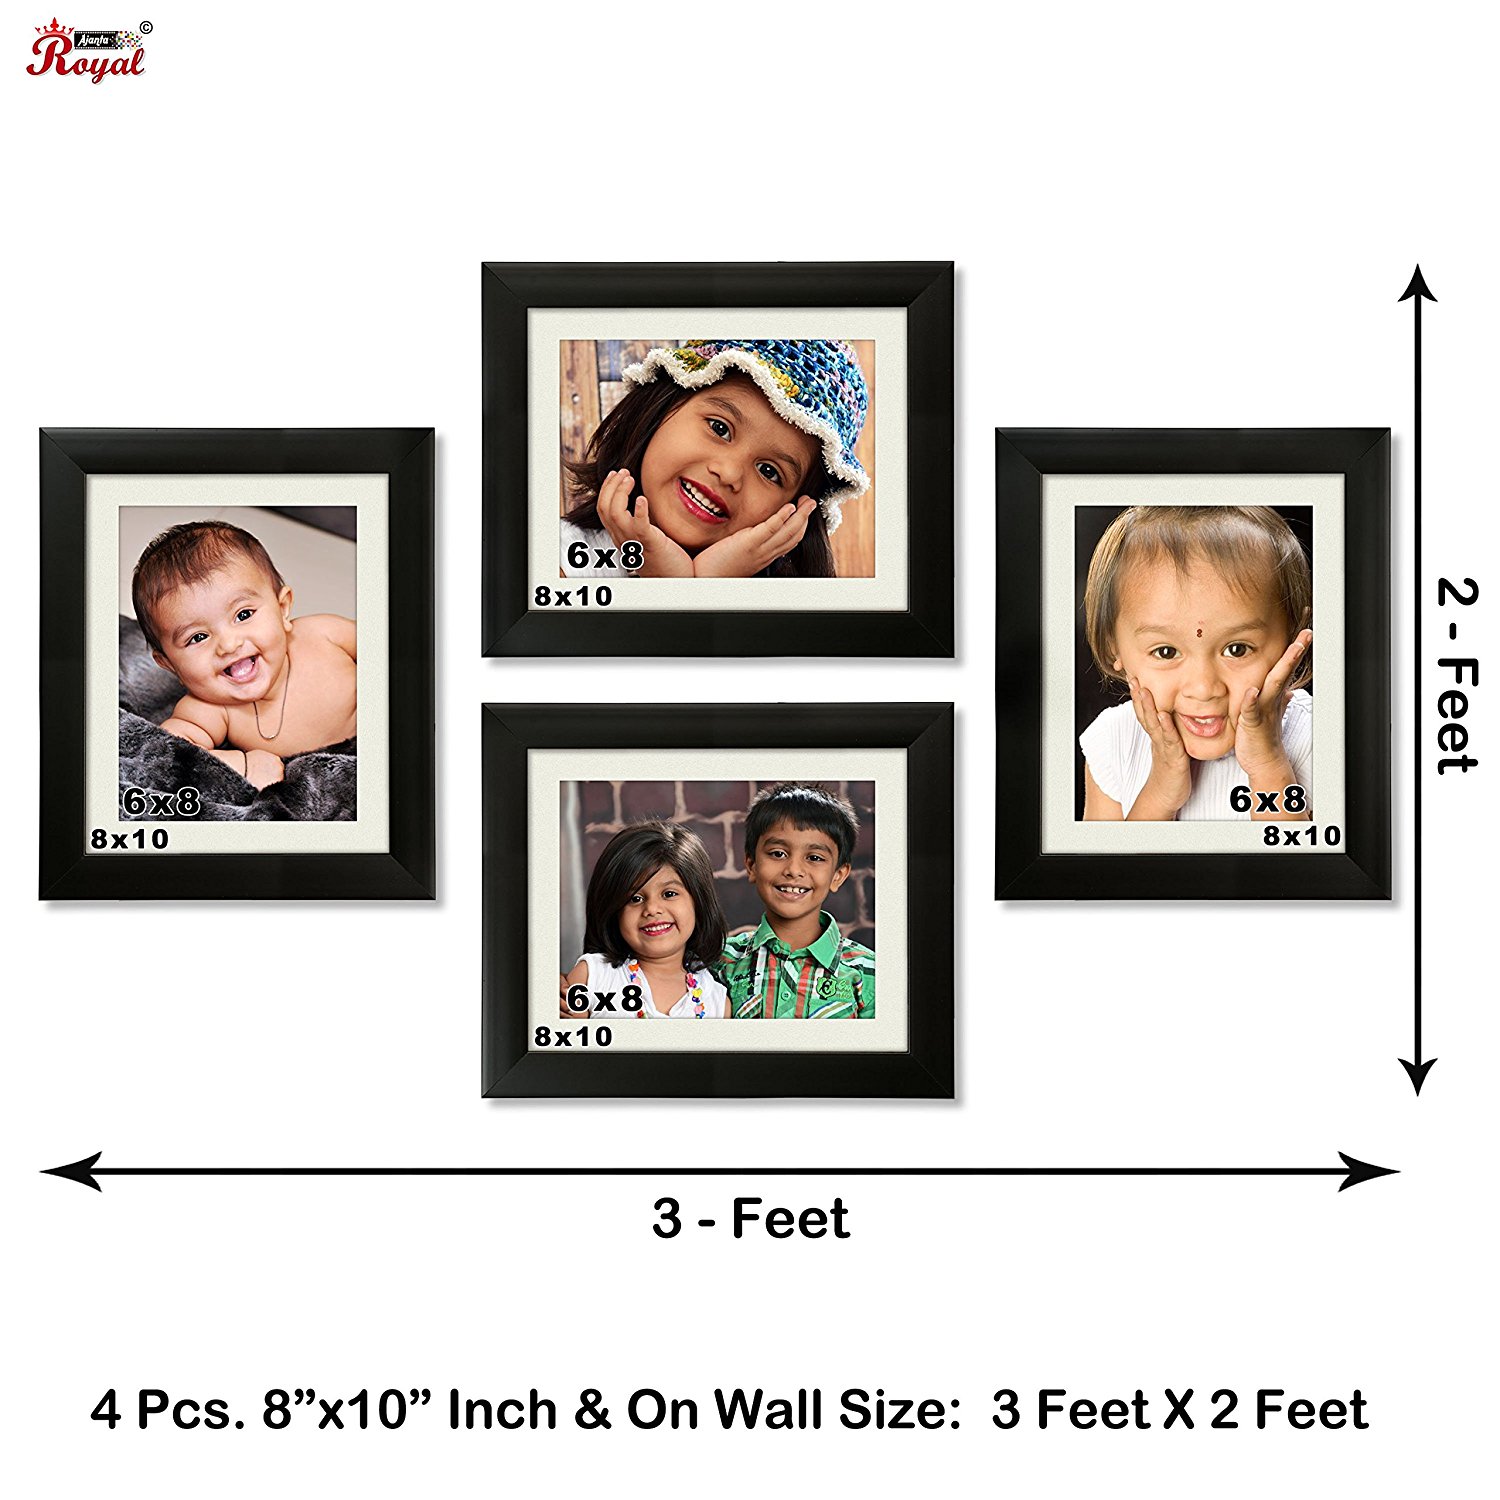 Ajanta
Royal
©
6x8
8x10
6x8
8x10
6x8
8x10
6x8
8x10
2 - Feet
3 - Feet
4 Pcs. 8”x10” Inch & On Wall Size: 3 Feet X 2 Feet